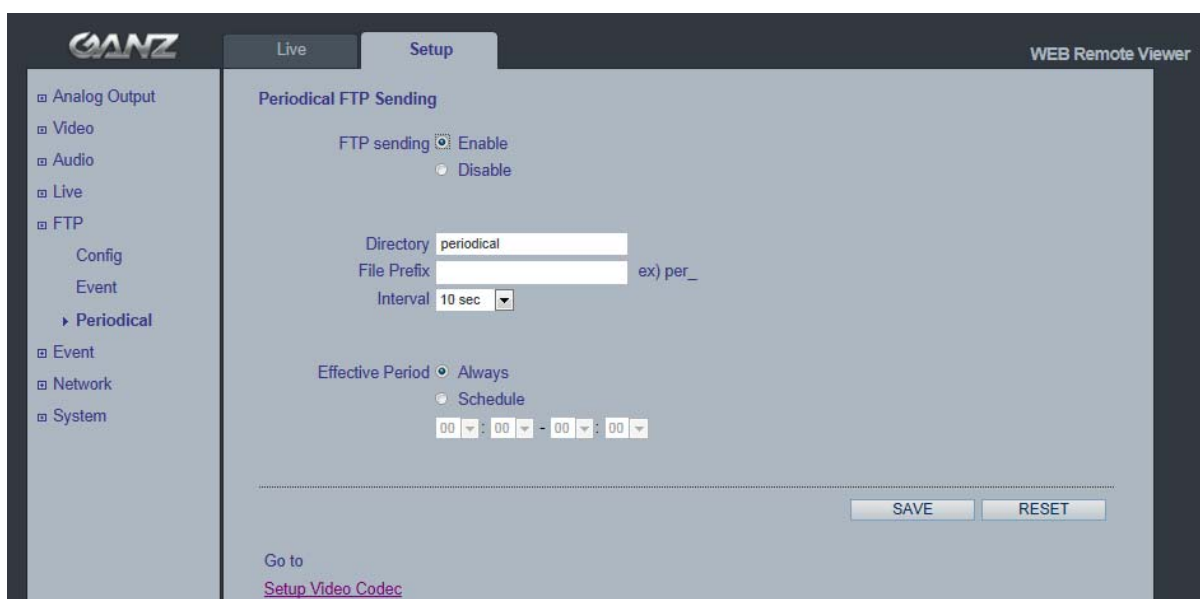 GANZ
Live
Setup
WEB Remote Viewer
Analog Output
Video
Audio
Live
FTP
Config
Event
Periodical
Event
Network
System
Periodical FTP Sending
FTP sending Enable
Disable
Directory periodical
File Prefix ex) per_
Interval 10 sec
Effective Period Always
Schedule
00 : 00 - 00 : 00
SAVE RESET
Go to
Setup Video Codec